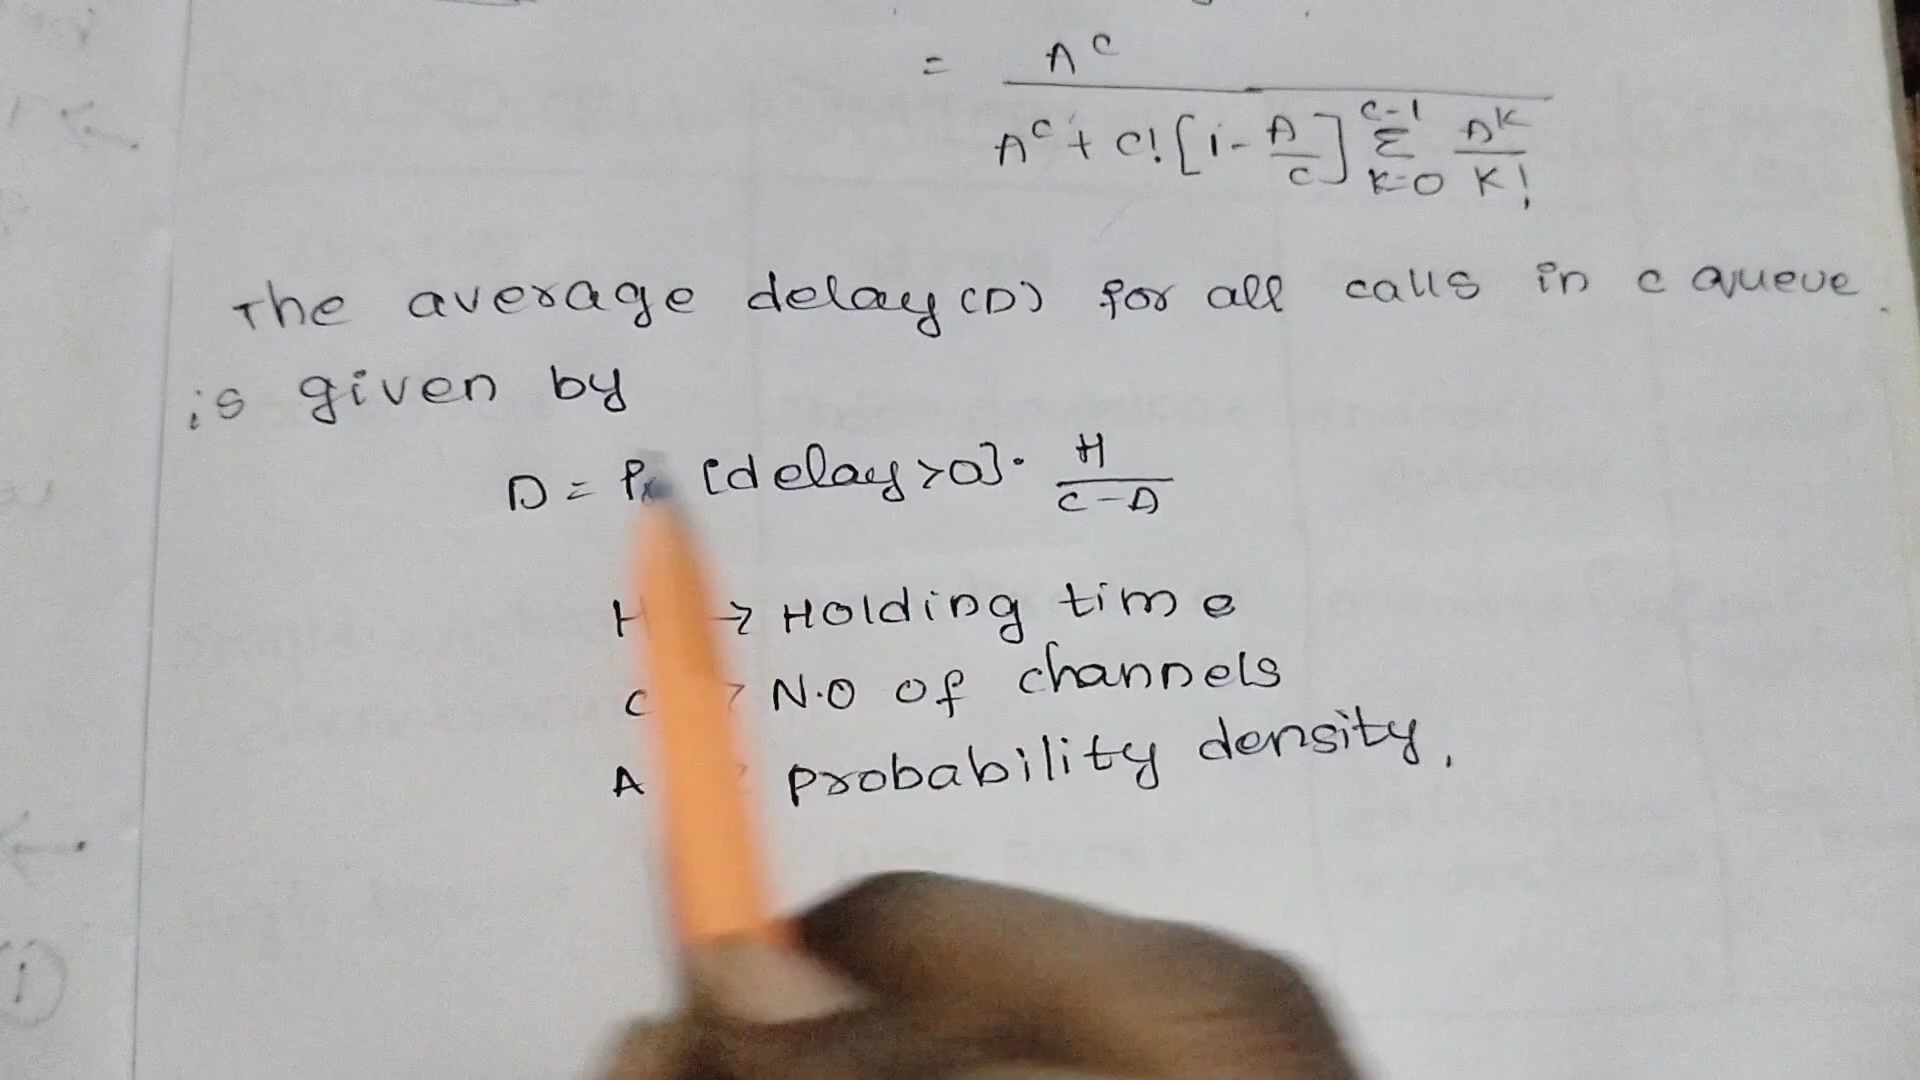 = A^C / (A^C + C! [1 - A/C] Σ_{K=0}^{C-1} A^K / K!)
The average delay (D) for all calls in c queue
is given by
D = Pr [delay > 0] . H / (C - A)
H → Holding time
C → N.O of channels
A → probability density,
(i)